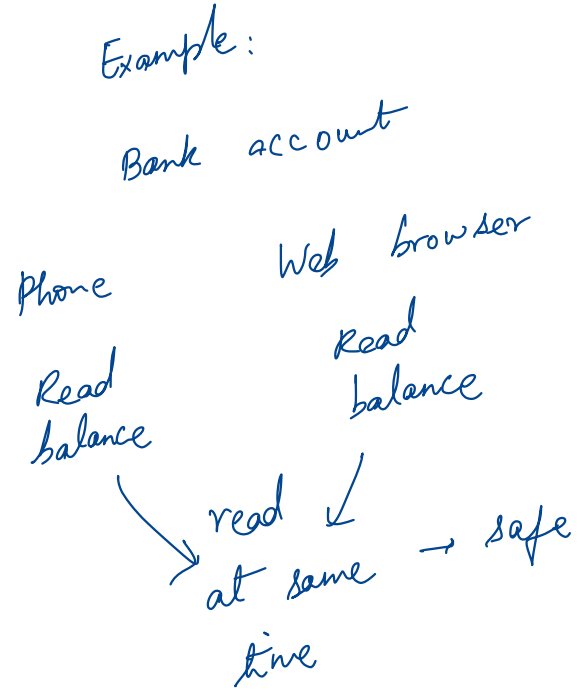 Example:
Bank account
Phone
Web browser
Read
balance
Read
balance
read
at same → safe
time